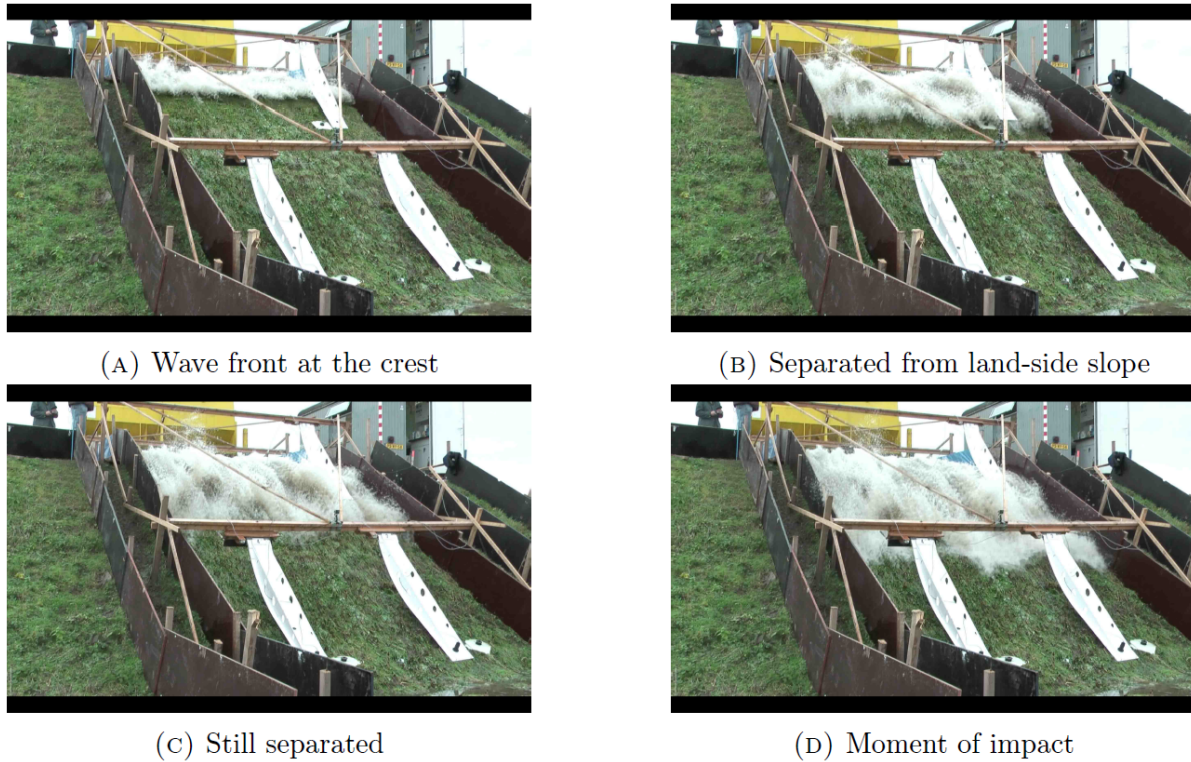 (A) Wave front at the crest
(B) Separated from land-side slope
(C) Still separated
(D) Moment of impact